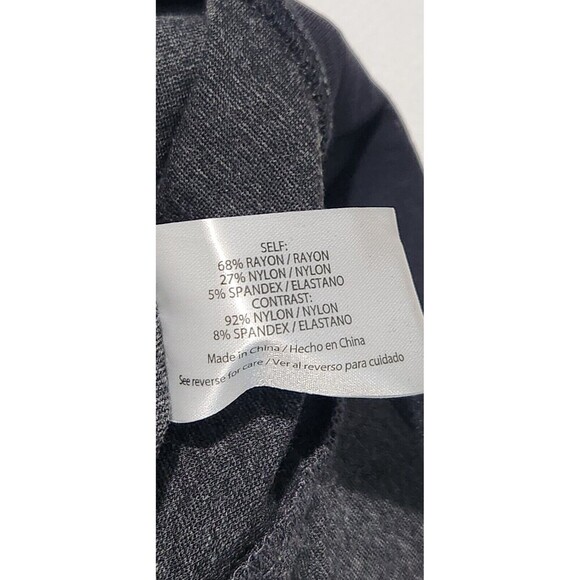 SELF:
68% RAYON / RAYON
27% NYLON / NYLON
5% SPANDEX / ELASTANO
CONTRAST:
92% NYLON / NYLON
8% SPANDEX / ELASTANO
Made in China / Hecho en China
See reverse for care / Ver al reverso para cuidado